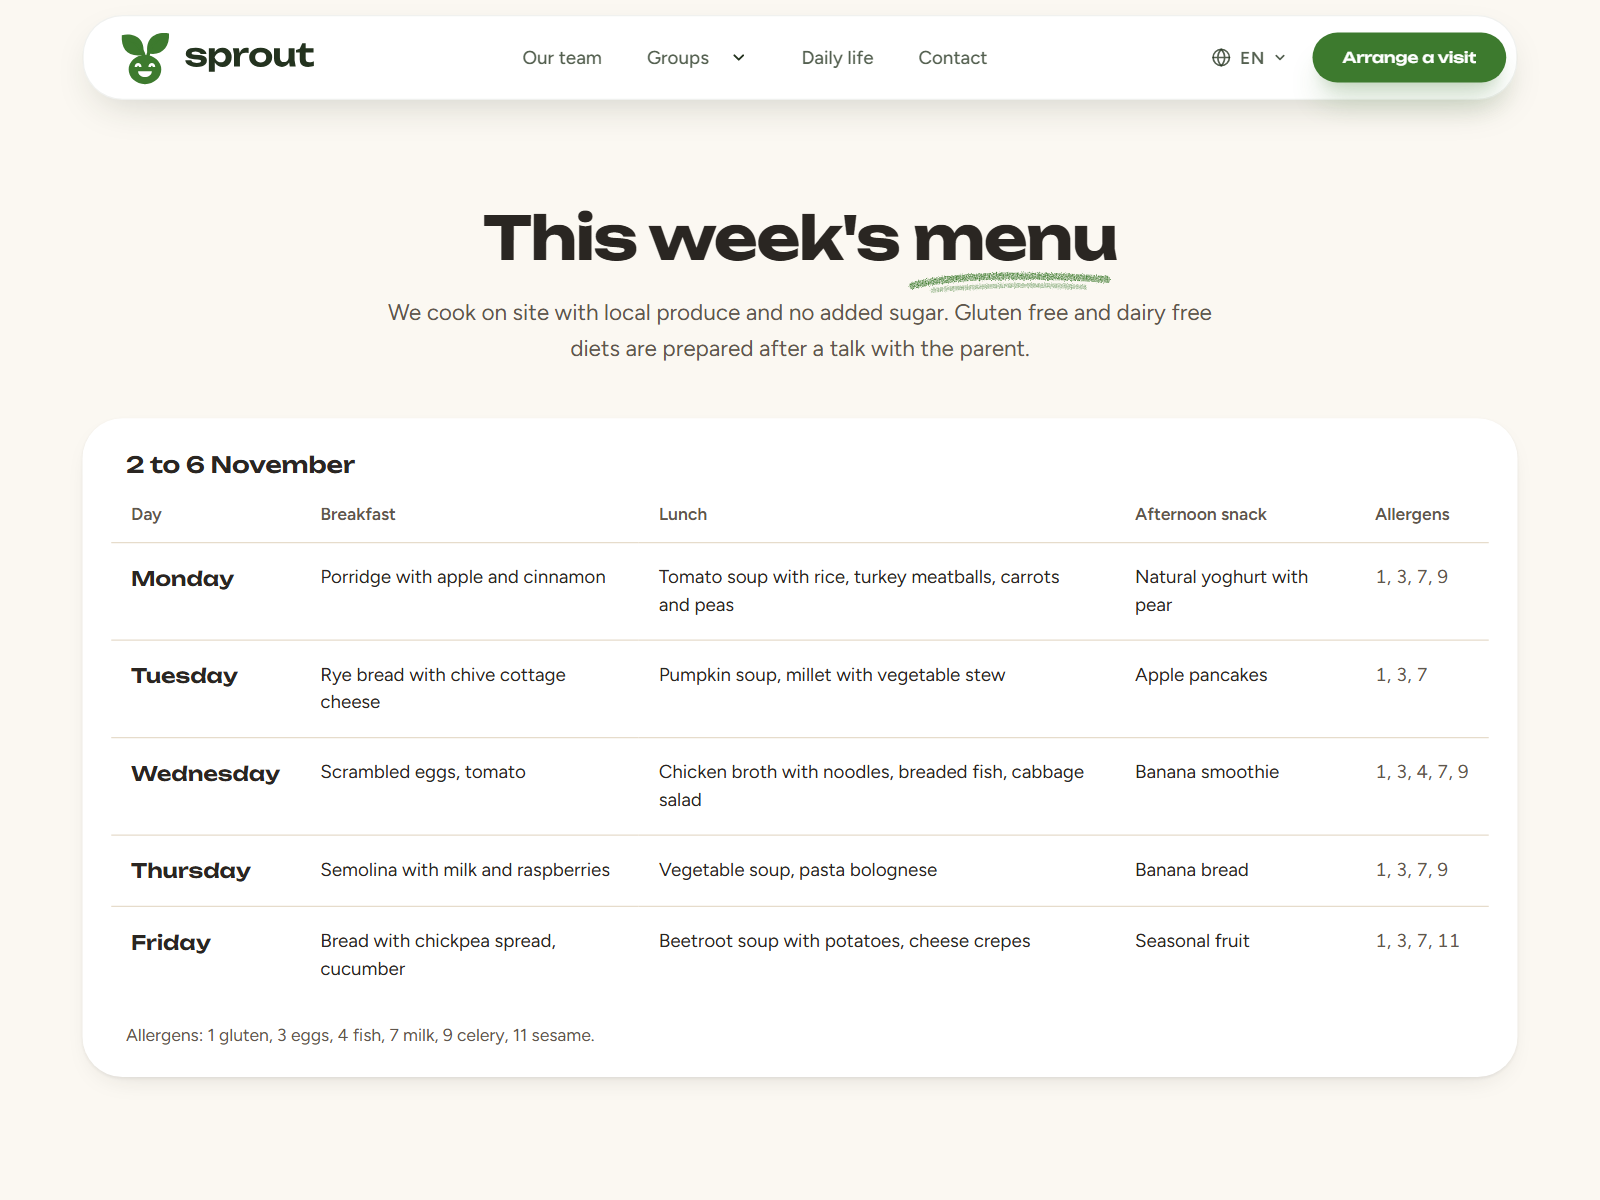 sprout
Our team Groups Daily life Contact EN Arrange a visit
This week's menu
We cook on site with local produce and no added sugar. Gluten free and dairy free
diets are prepared after a talk with the parent.
2 to 6 November
Day Breakfast Lunch Afternoon snack Allergens
Monday Porridge with apple and cinnamon Tomato soup with rice, turkey meatballs, carrots Natural yoghurt with 1, 3, 7, 9
and peas pear
Tuesday Rye bread with chive cottage Pumpkin soup, millet with vegetable stew Apple pancakes 1, 3, 7
cheese
Wednesday Scrambled eggs, tomato Chicken broth with noodles, breaded fish, cabbage Banana smoothie 1, 3, 4, 7, 9
salad
Thursday Semolina with milk and raspberries Vegetable soup, pasta bolognese Banana bread 1, 3, 7, 9
Friday Bread with chickpea spread, Beetroot soup with potatoes, cheese crepes Seasonal fruit 1, 3, 7, 11
cucumber
Allergens: 1 gluten, 3 eggs, 4 fish, 7 milk, 9 celery, 11 sesame.